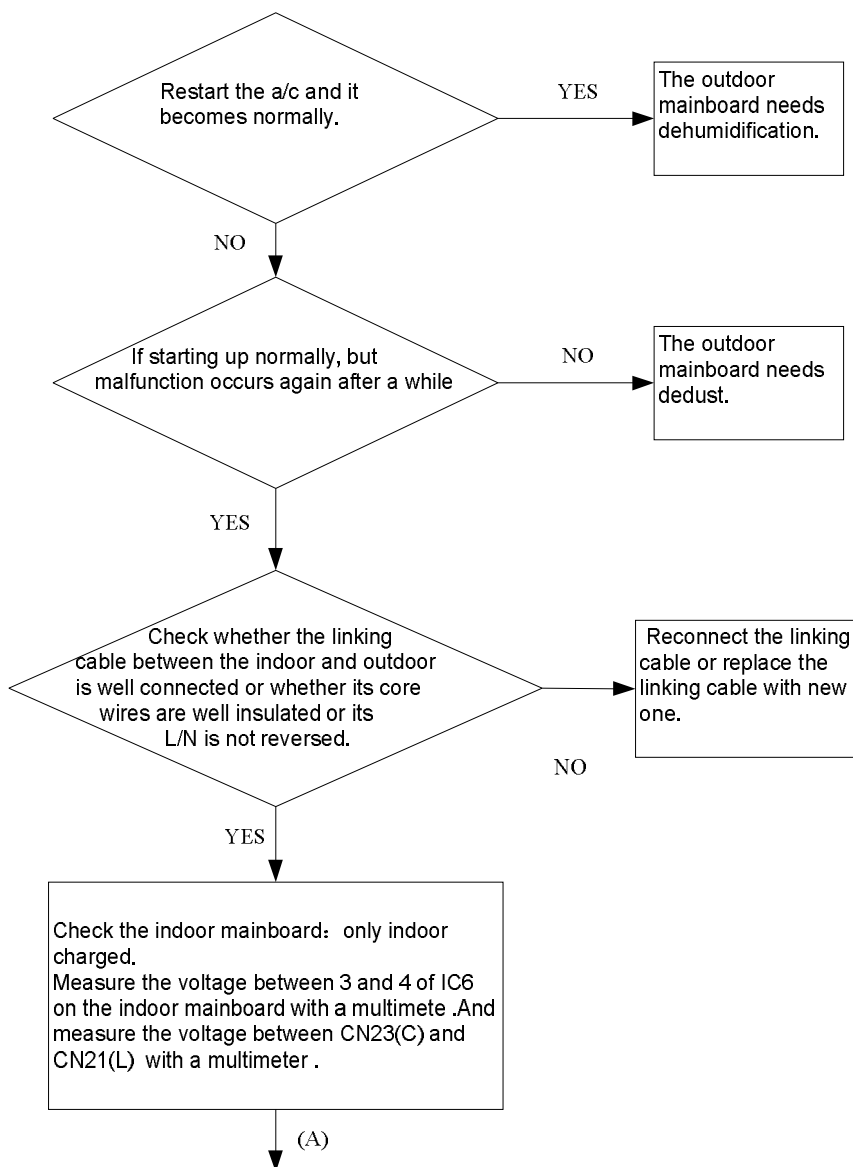 Restart the a/c and it
becomes normally.
YES
The outdoor
mainboard needs
dehumidification.
NO
If starting up normally, but
malfunction occurs again after a while
NO
The outdoor
mainboard needs
dedust.
YES
Check whether the linking
cable between the indoor and outdoor
is well connected or whether its core
wires are well insulated or its
L/N is not reversed.
NO
Reconnect the linking
cable or replace the
linking cable with new
one.
YES
Check the indoor mainboard: only indoor
charged.
Measure the voltage between 3 and 4 of IC6
on the indoor mainboard with a multimete .And
measure the voltage between CN23(C) and
CN21(L) with a multimeter .
(A)